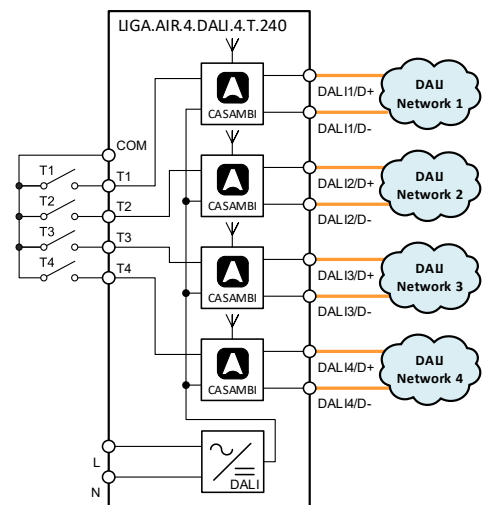 LIGA.AIR.4.DALI.4.T.240
CASAMBI
DALI1/D+
DALI1/D-
DALI
Network 1
COM
T1
T1
CASAMBI
DALI2/D+
DALI2/D-
DALI
Network 2
T2
T2
T3
T3
CASAMBI
DALI3/D+
DALI3/D-
DALI
Network 3
T4
T4
CASAMBI
DALI4/D+
DALI4/D-
DALI
Network 4
L
N
DALI